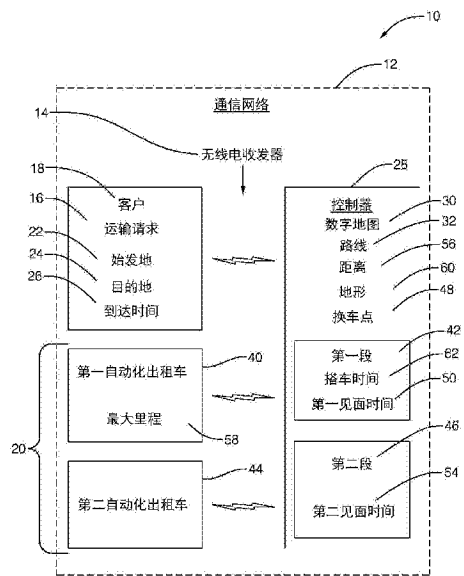 10
12
通信网络
14
无线电收发器
18
客户
16
运输请求
22
始发地
24
目的地
26
到达时间
28
控制器
数字地图
30
路线
32
距离
56
地形
60
换车点
48
第一自动化出租车
40
最大里程
58
20
第二自动化出租车
44
第一段
42
搭车时间
62
第一见面时间
50
第二段
46
第二见面时间
54